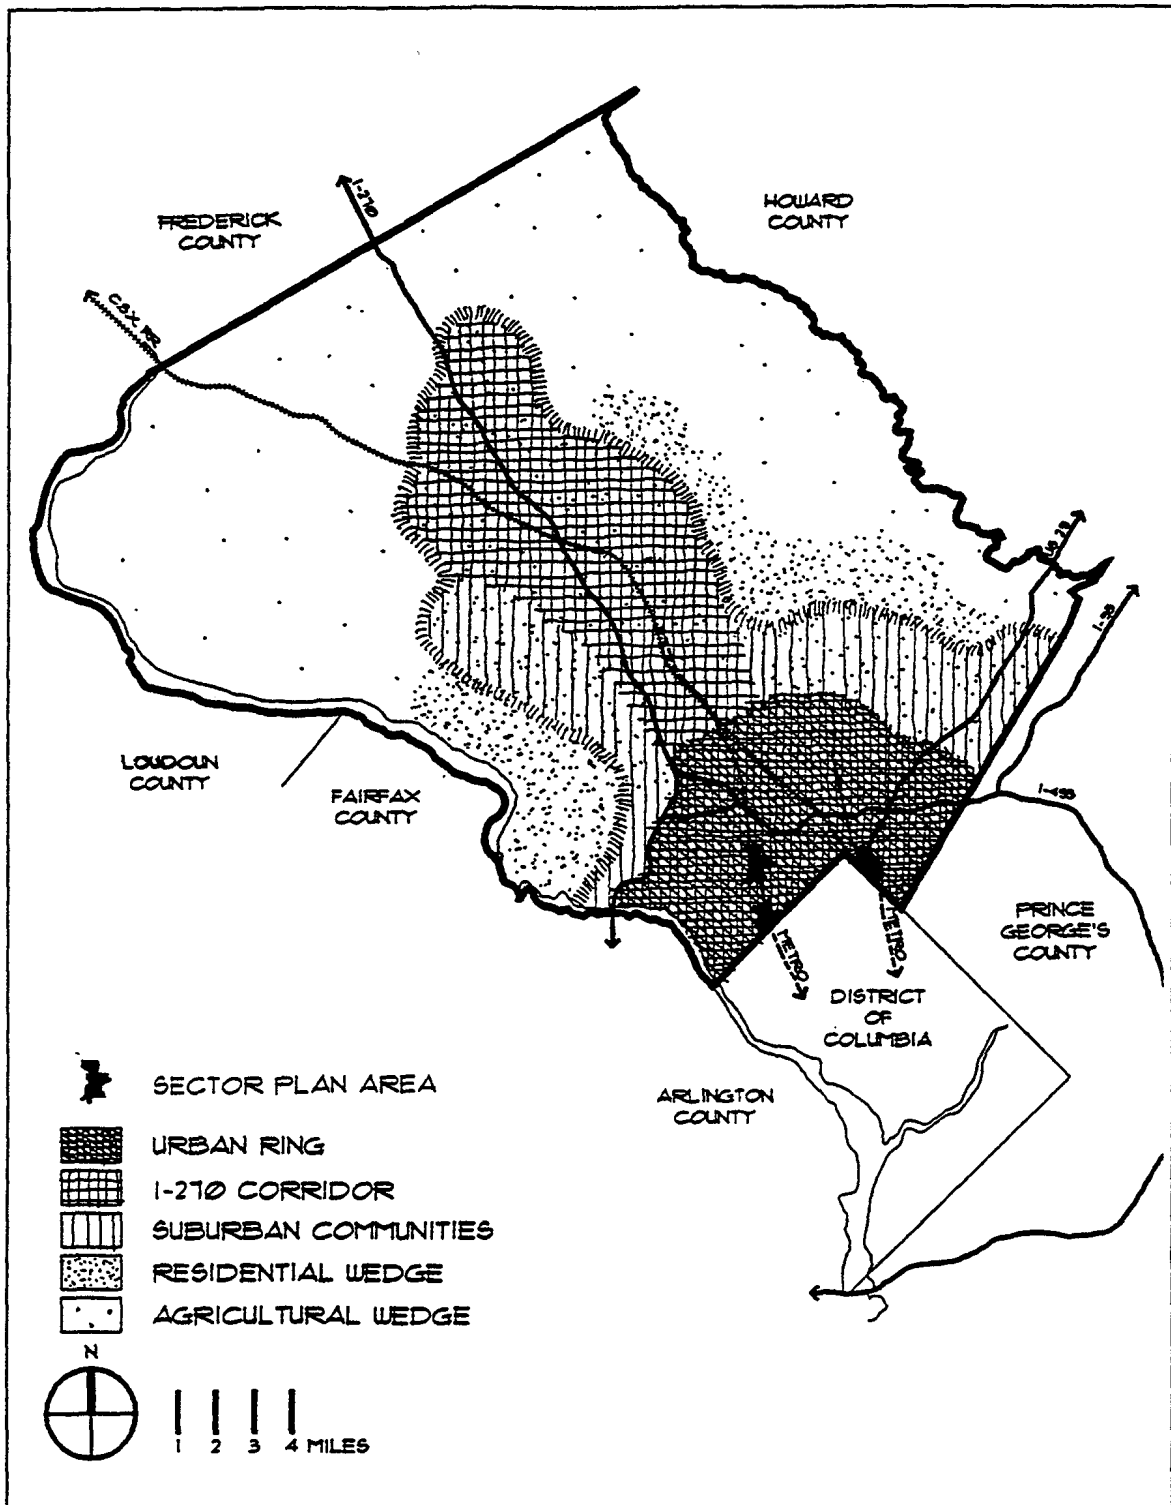 I-270
HOWARD
COUNTY
FREDERICK
COUNTY
CSX RR
US 29
I-95
LOUDOUN
COUNTY
FAIRFAX
COUNTY
I-495
PRINCE
GEORGE'S
COUNTY
METRO
METRO
DISTRICT
OF
COLUMBIA
ARLINGTON
COUNTY
SECTOR PLAN AREA
URBAN RING
I-270 CORRIDOR
SUBURBAN COMMUNITIES
RESIDENTIAL WEDGE
AGRICULTURAL WEDGE
N
1 2 3 4 MILES